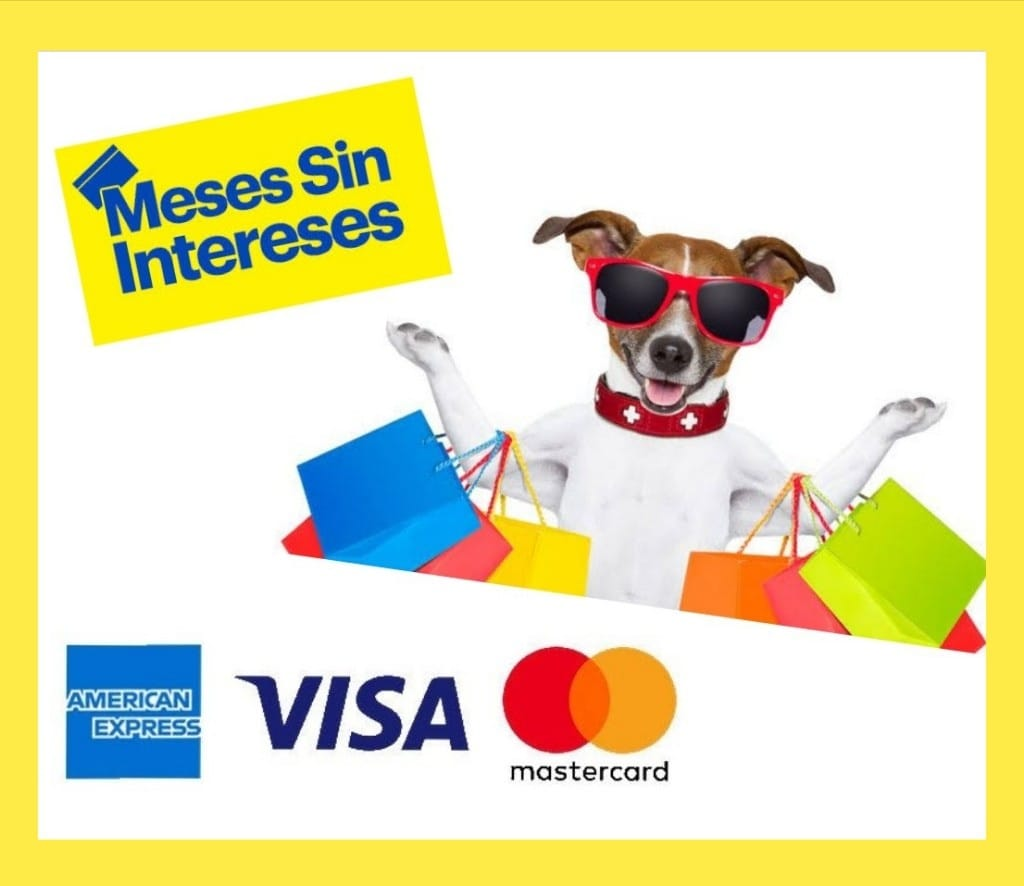 Meses Sin
Intereses
AMERICAN
EXPRESS
VISA
mastercard